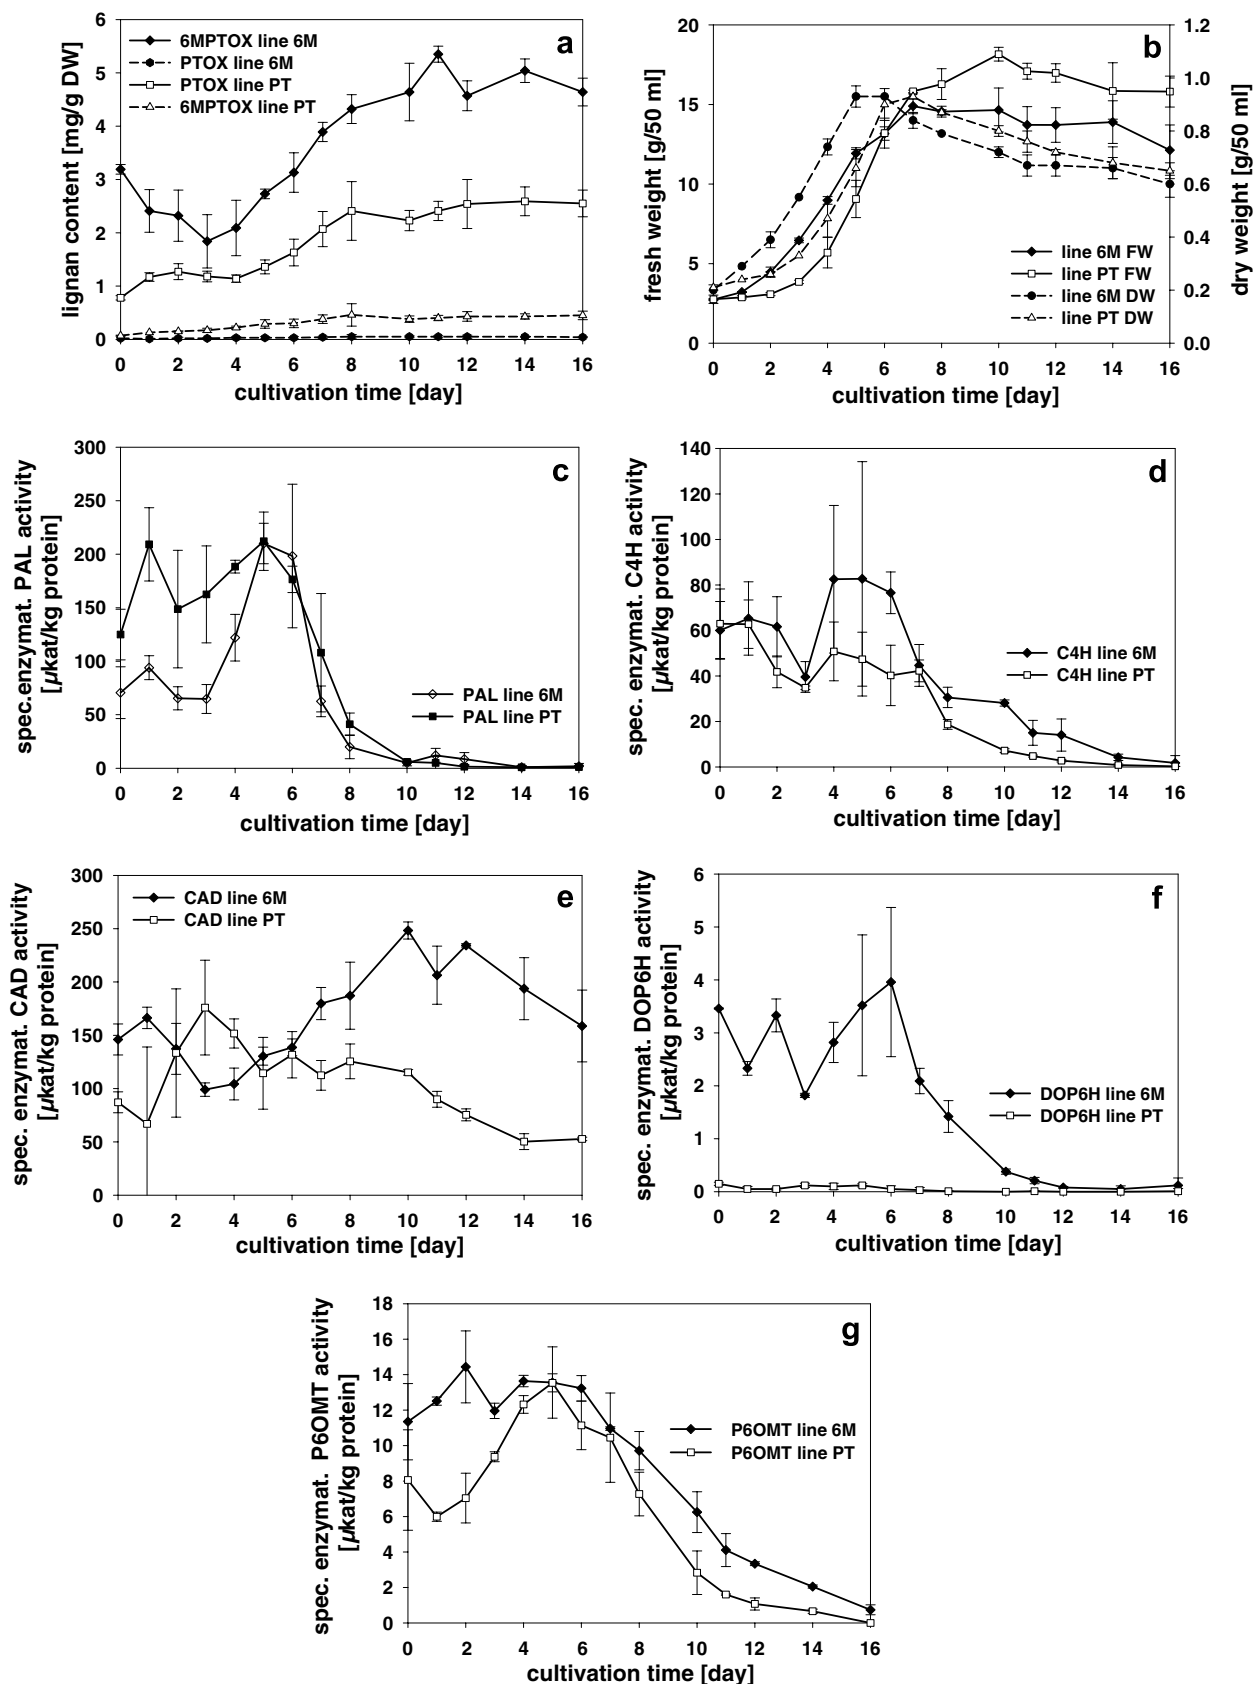 a
6MPTOX line 6M
PTOX line 6M
PTOX line PT
6MPTOX line PT
lignan content [mg/g DW]
6
5
4
3
2
1
0
0 2 4 6 8 10 12 14 16
cultivation time [day]
b
fresh weight [g/50 ml]
20
15
10
5
0
dry weight [g/50 ml]
1.2
1.0
0.8
0.6
0.4
0.2
0.0
line 6M FW
line PT FW
line 6M DW
line PT DW
0 2 4 6 8 10 12 14 16
cultivation time [day]
c
spec.enzymat. PAL activity
[µkat/kg protein]
300
250
200
150
100
50
0
PAL line 6M
PAL line PT
0 2 4 6 8 10 12 14 16
cultivation time [day]
d
spec. enzymat. C4H activity
[µkat/kg protein]
140
120
100
80
60
40
20
0
C4H line 6M
C4H line PT
0 2 4 6 8 10 12 14 16
cultivation time [day]
e
CAD line 6M
CAD line PT
spec. enzymat. CAD activity
[µkat/kg protein]
300
250
200
150
100
50
0
0 2 4 6 8 10 12 14 16
cultivation time [day]
f
spec. enzymat. DOP6H activity
[µkat/kg protein]
6
5
4
3
2
1
0
DOP6H line 6M
DOP6H line PT
0 2 4 6 8 10 12 14 16
cultivation time [day]
g
spec. enzymat. P6OMT activity
[µkat/kg protein]
18
16
14
12
10
8
6
4
2
0
P6OMT line 6M
P6OMT line PT
0 2 4 6 8 10 12 14 16
cultivation time [day]